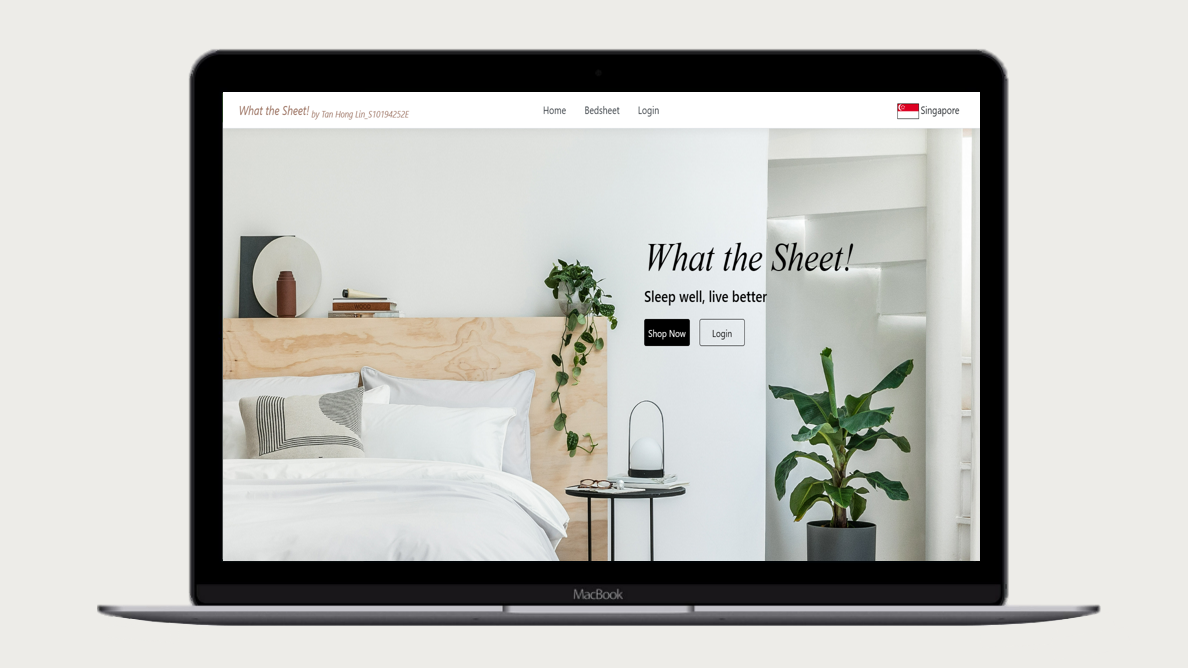 What the Sheet! by Tan Hong Lin_S10194252E
Home Bedsheet Login
Singapore
What the Sheet!
Sleep well, live better
Shop Now Login
WOOD
MacBook